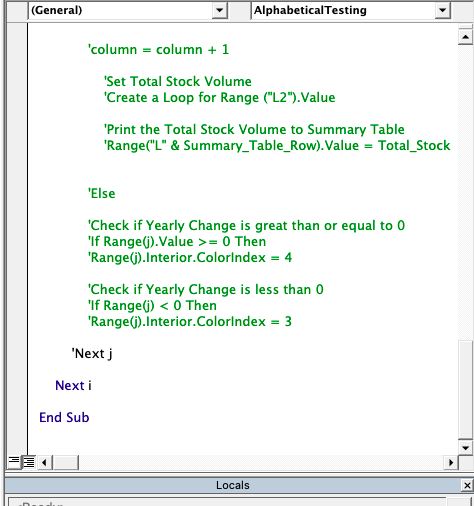 (General) AlphabeticalTesting
'column = column + 1
'Set Total Stock Volume
'Create a Loop for Range ("L2").Value
'Print the Total Stock Volume to Summary Table
'Range("L" & Summary_Table_Row).Value = Total_Stock
'Else
'Check if Yearly Change is great than or equal to 0
'If Range(j).Value >= 0 Then
'Range(j).Interior.ColorIndex = 4
'Check if Yearly Change is less than 0
'If Range(j) < 0 Then
'Range(j).Interior.ColorIndex = 3
'Next j
Next i
End Sub
Locals